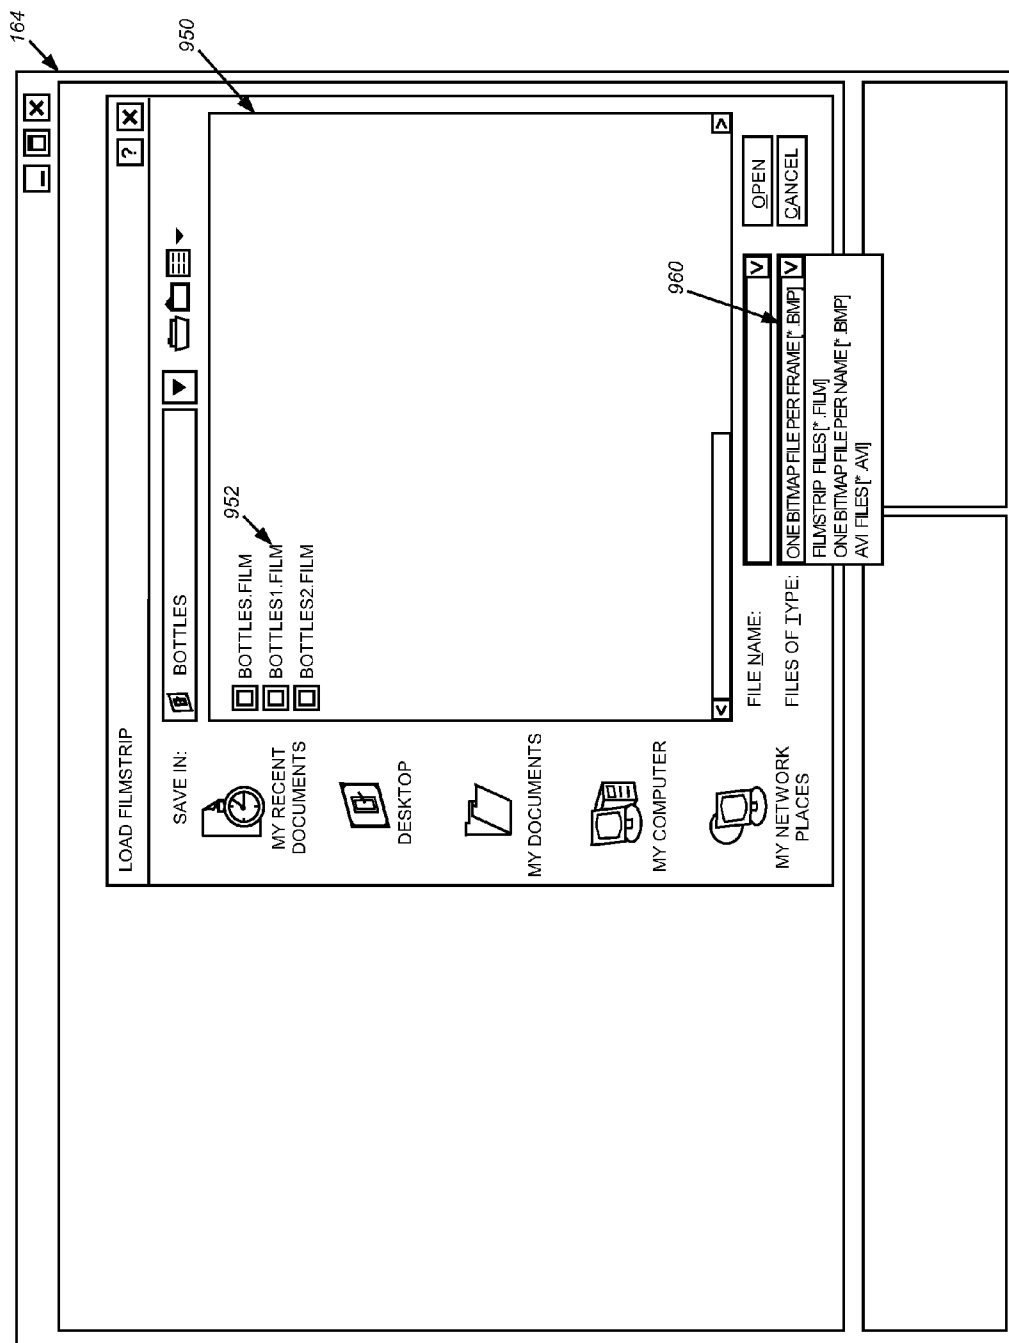 164
LOAD FILMSTRIP
?
950
SAVE IN:
BOTTLES
MY RECENT
DOCUMENTS
DESKTOP
MY DOCUMENTS
MY COMPUTER
MY NETWORK
PLACES
BOTTLES.FILM
BOTTLES1.FILM
BOTTLES2.FILM
952
960
FILE NAME:
OPEN
FILES OF TYPE:
ONE BITMAP FILE PER FRAME [*.BMP]
CANCEL
FILMSTRIP FILES [*.FILM]
ONE BITMAP FILE PER NAME [*.BMP]
AVI FILES [*.AVI]